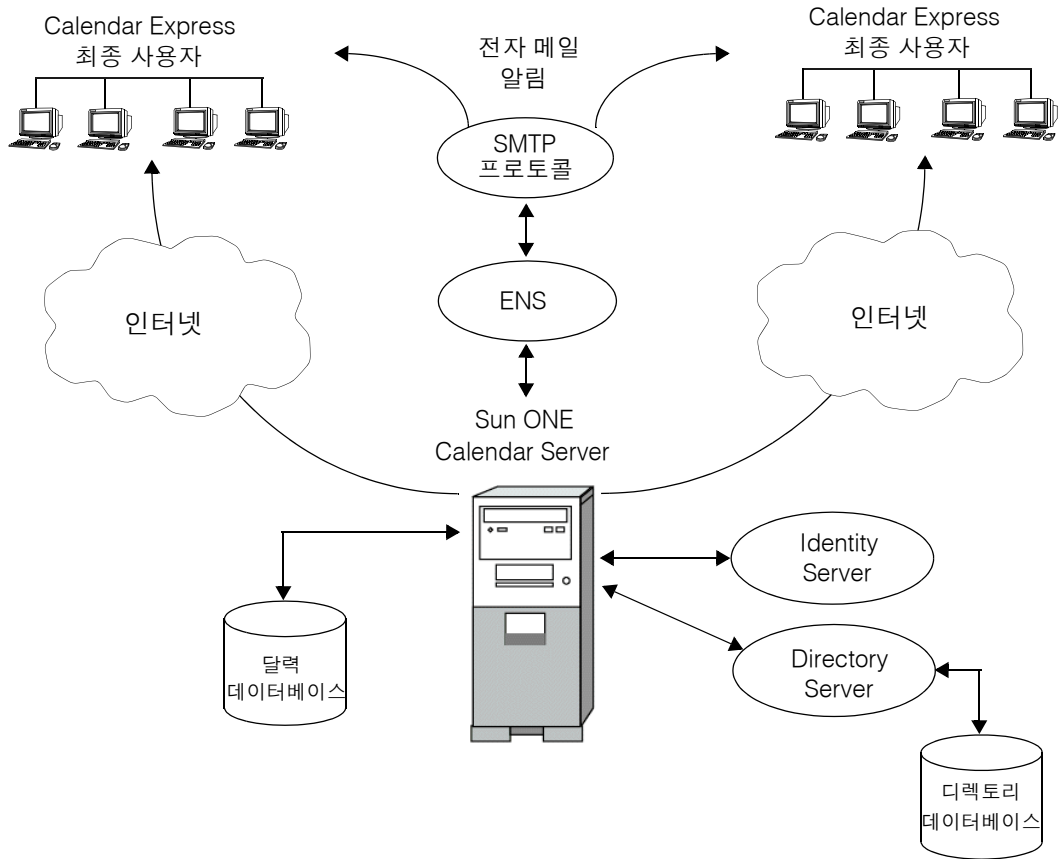 Calendar Express
최종 사용자
전자 메일
알림
Calendar Express
최종 사용자
SMTP
프로토콜
ENS
인터넷
인터넷
Sun ONE
Calendar Server
Identity
Server
달력
데이터베이스
Directory
Server
디렉토리
데이터베이스